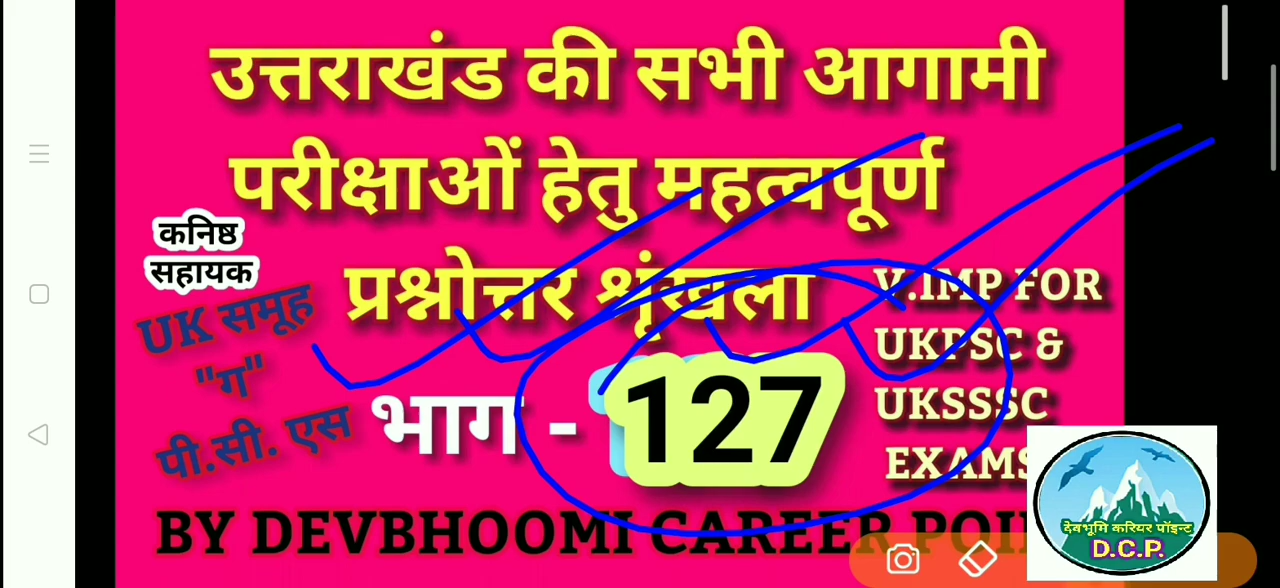 उत्तराखंड की सभी आगामी
परीक्षाओं हेतु महत्वपूर्ण
प्रश्नोत्तर श्रृंखला
कनिष्ठ
सहायक
UK समूह
"ग"
पी.सी. एस
भाग - 127
V.IMP FOR
UKPSC &
UKSSSC
EXAMS
BY DEVBHOOMI CAREER
देवभूमि करियर पॉइन्ट
D.C.P.